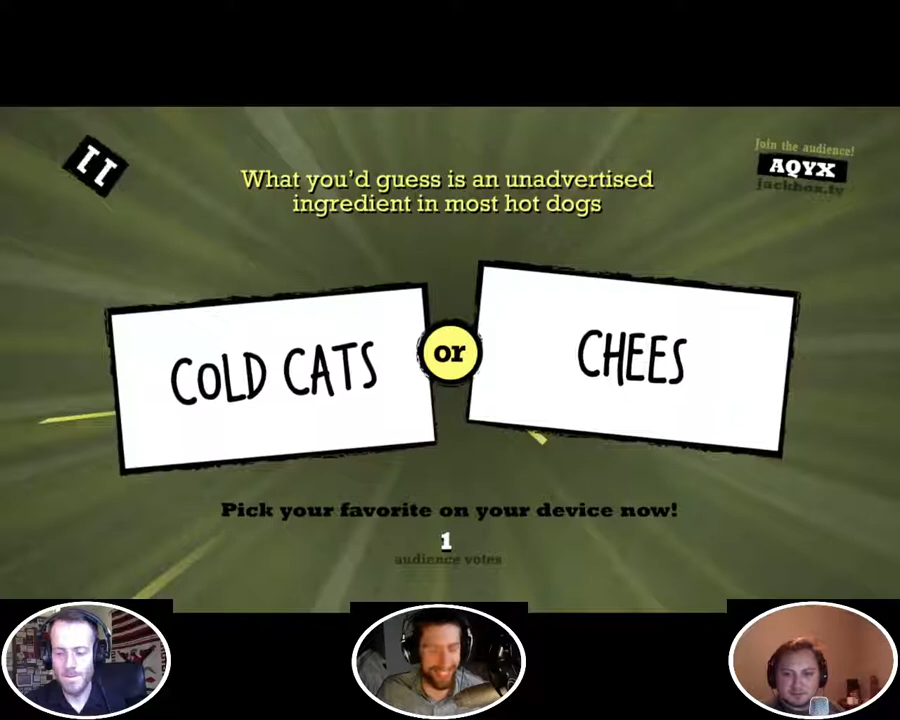 11
What you'd guess is an unadvertised
ingredient in most hot dogs
Join the audience!
AQYX
jackbox.tv
COLD CATS
or
CHEES
Pick your favorite on your device now!
1
audience votes